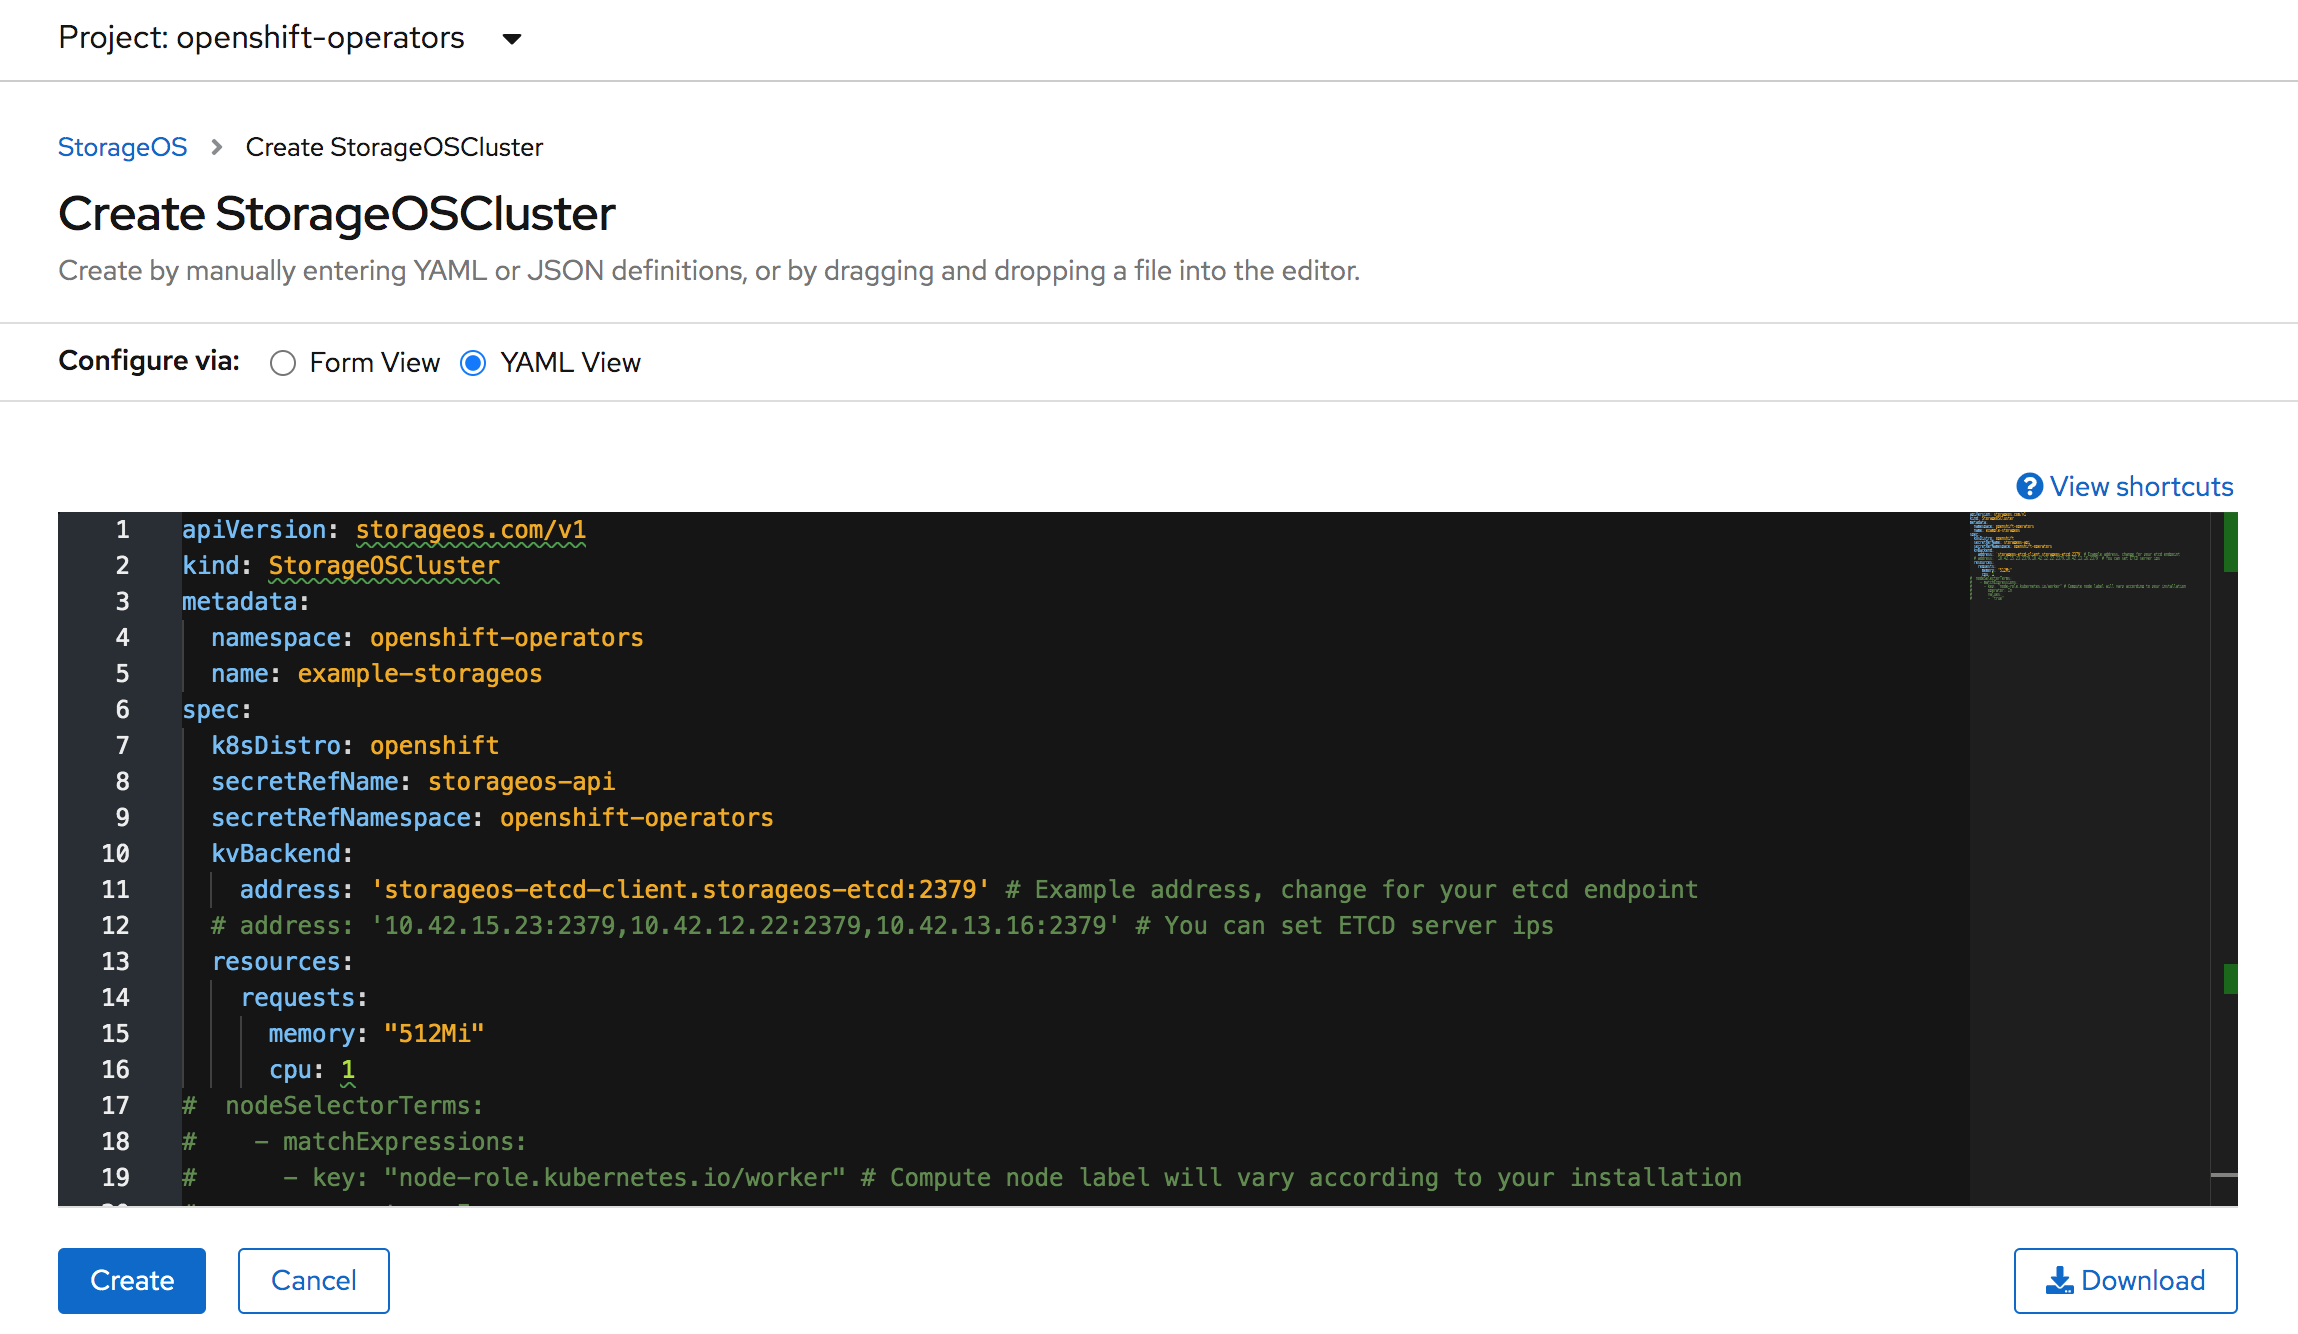 Project: openshift-operators
StorageOS > Create StorageOSCluster
Create StorageOSCluster
Create by manually entering YAML or JSON definitions, or by dragging and dropping a file into the editor.
Configure via: Form View YAML View
View shortcuts
1 apiVersion: storageos.com/v1
2 kind: StorageOSCluster
3 metadata:
4   namespace: openshift-operators
5   name: example-storageos
6 spec:
7   k8sDistro: openshift
8   secretRefName: storageos-api
9   secretRefNamespace: openshift-operators
10   kvBackend:
11     address: 'storageos-etcd-client.storageos-etcd:2379' # Example address, change for your etcd endpoint
12   # address: '10.42.15.23:2379,10.42.12.22:2379,10.42.13.16:2379' # You can set ETCD server ips
13   resources:
14     requests:
15       memory: "512Mi"
16       cpu: 1
17 #  nodeSelectorTerms:
18 #    - matchExpressions:
19 #      - key: "node-role.kubernetes.io/worker" # Compute node label will vary according to your installation
Create Cancel Download